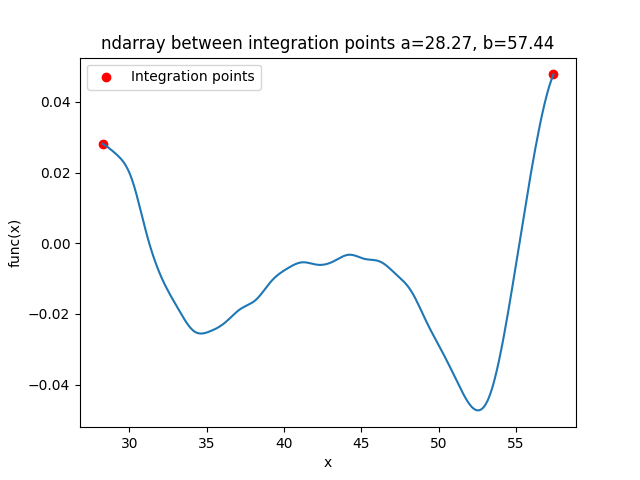 ndarray between integration points a=28.27, b=57.44
Integration points
0.04
0.02
0.00
−0.02
−0.04
func(x)
30 35 40 45 50 55
x